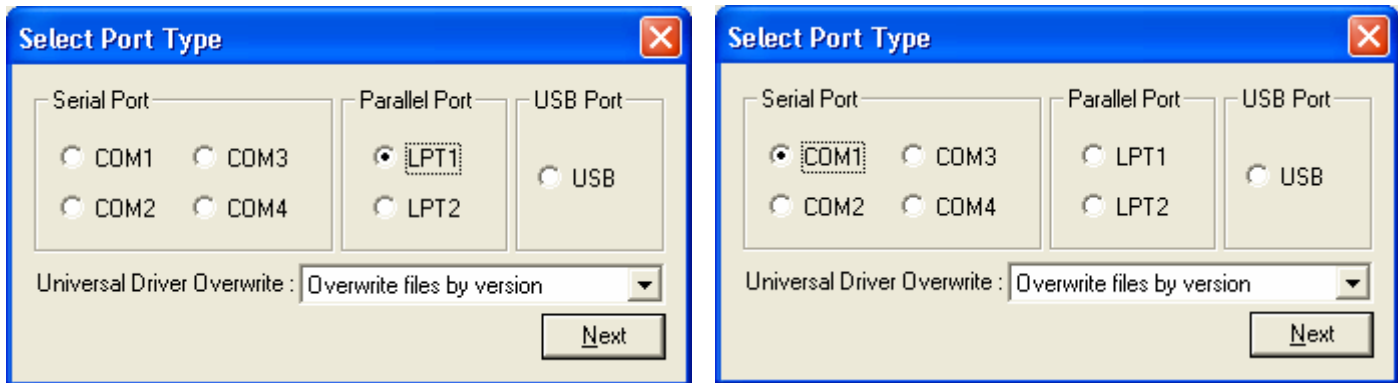 Select Port Type
Serial Port Parallel Port USB Port
COM1 COM3 LPT1 USB
COM2 COM4 LPT2
Universal Driver Overwrite : Overwrite files by version
Next
Select Port Type
Serial Port Parallel Port USB Port
COM1 COM3 LPT1 USB
COM2 COM4 LPT2
Universal Driver Overwrite : Overwrite files by version
Next